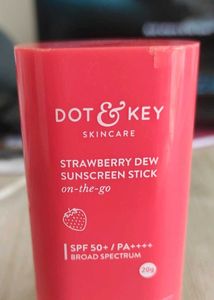 DOT & KEY
SKINCARE
STRAWBERRY DEW
SUNSCREEN STICK
on-the-go
SPF 50+ / PA++++
BROAD SPECTRUM
20g